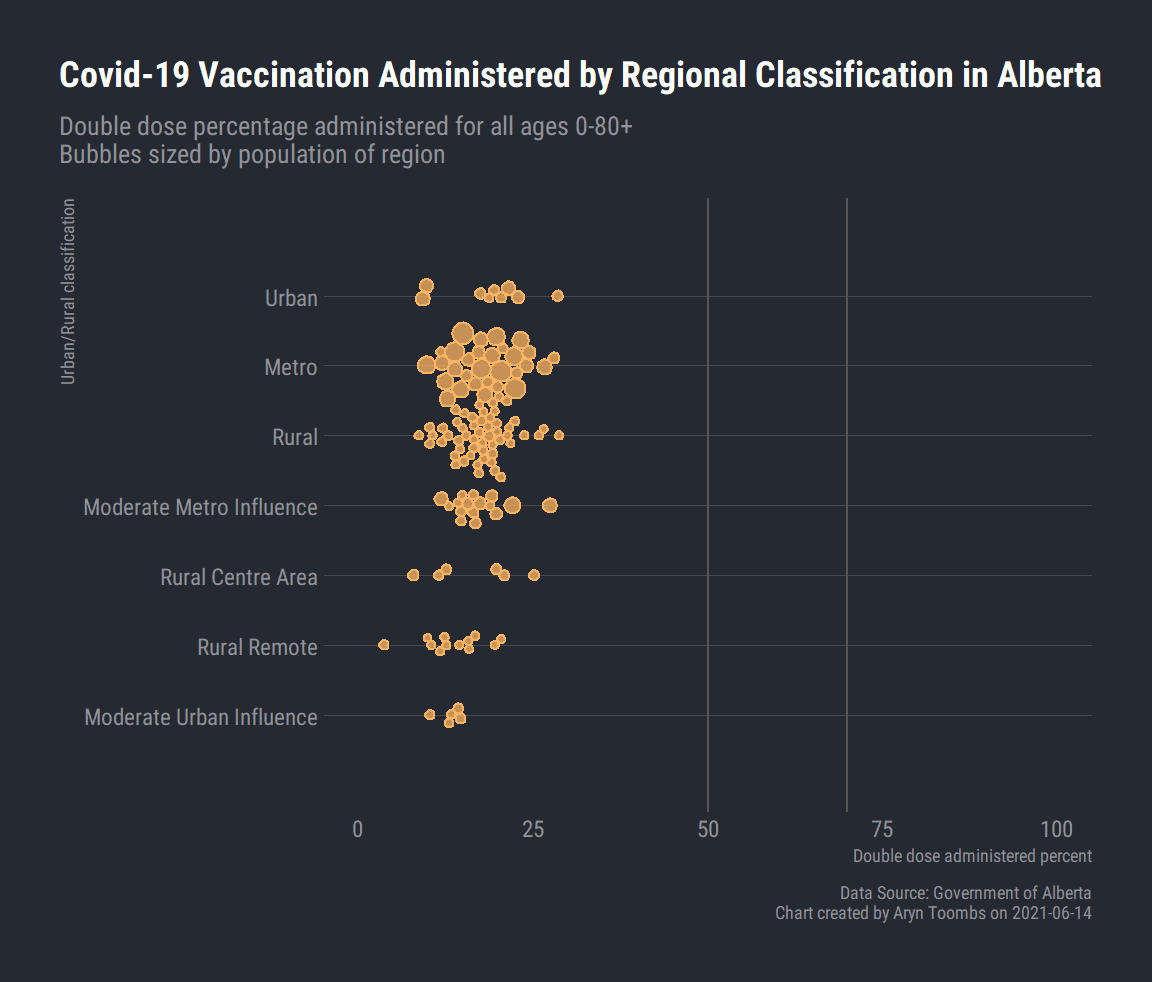 Covid-19 Vaccination Administered by Regional Classification in Alberta
Double dose percentage administered for all ages 0-80+
Bubbles sized by population of region
Urban/Rural classification
Urban
Metro
Rural
Moderate Metro Influence
Rural Centre Area
Rural Remote
Moderate Urban Influence
0 25 50 75 100
Double dose administered percent
Data Source: Government of Alberta
Chart created by Aryn Toombs on 2021-06-14